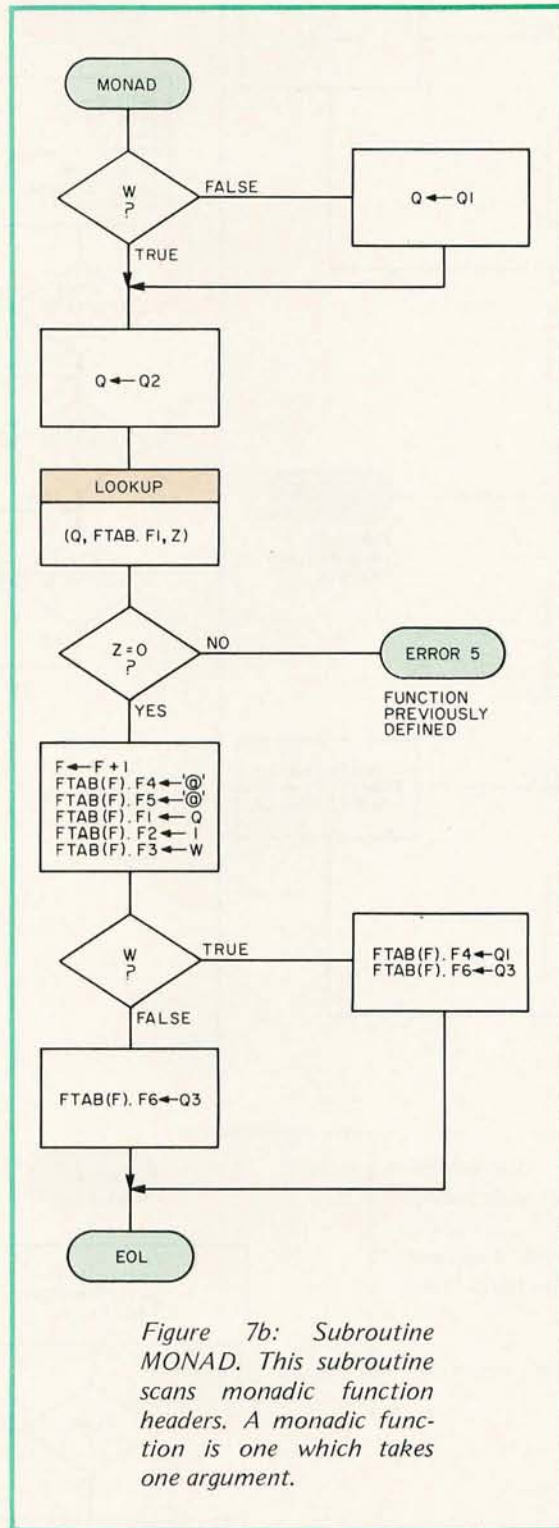 MONAD
W
?
FALSE
TRUE
Q ← Q1
Q ← Q2
LOOKUP
(Q, FTAB. F1, Z)
Z = 0
?
NO
YES
ERROR 5
FUNCTION
PREVIOUSLY
DEFINED
F ← F + 1
FTAB(F). F4 ← '@'
FTAB(F). F5 ← '@'
FTAB(F). F1 ← Q
FTAB(F). F2 ← 1
FTAB(F). F3 ← W
W
?
TRUE
FALSE
FTAB(F). F4 ← Q1
FTAB(F). F6 ← Q3
FTAB(F). F6 ← Q3
EOL
Figure 7b: Subroutine
MONAD. This subroutine
scans monadic function
headers. A monadic func-
tion is one which takes
one argument.